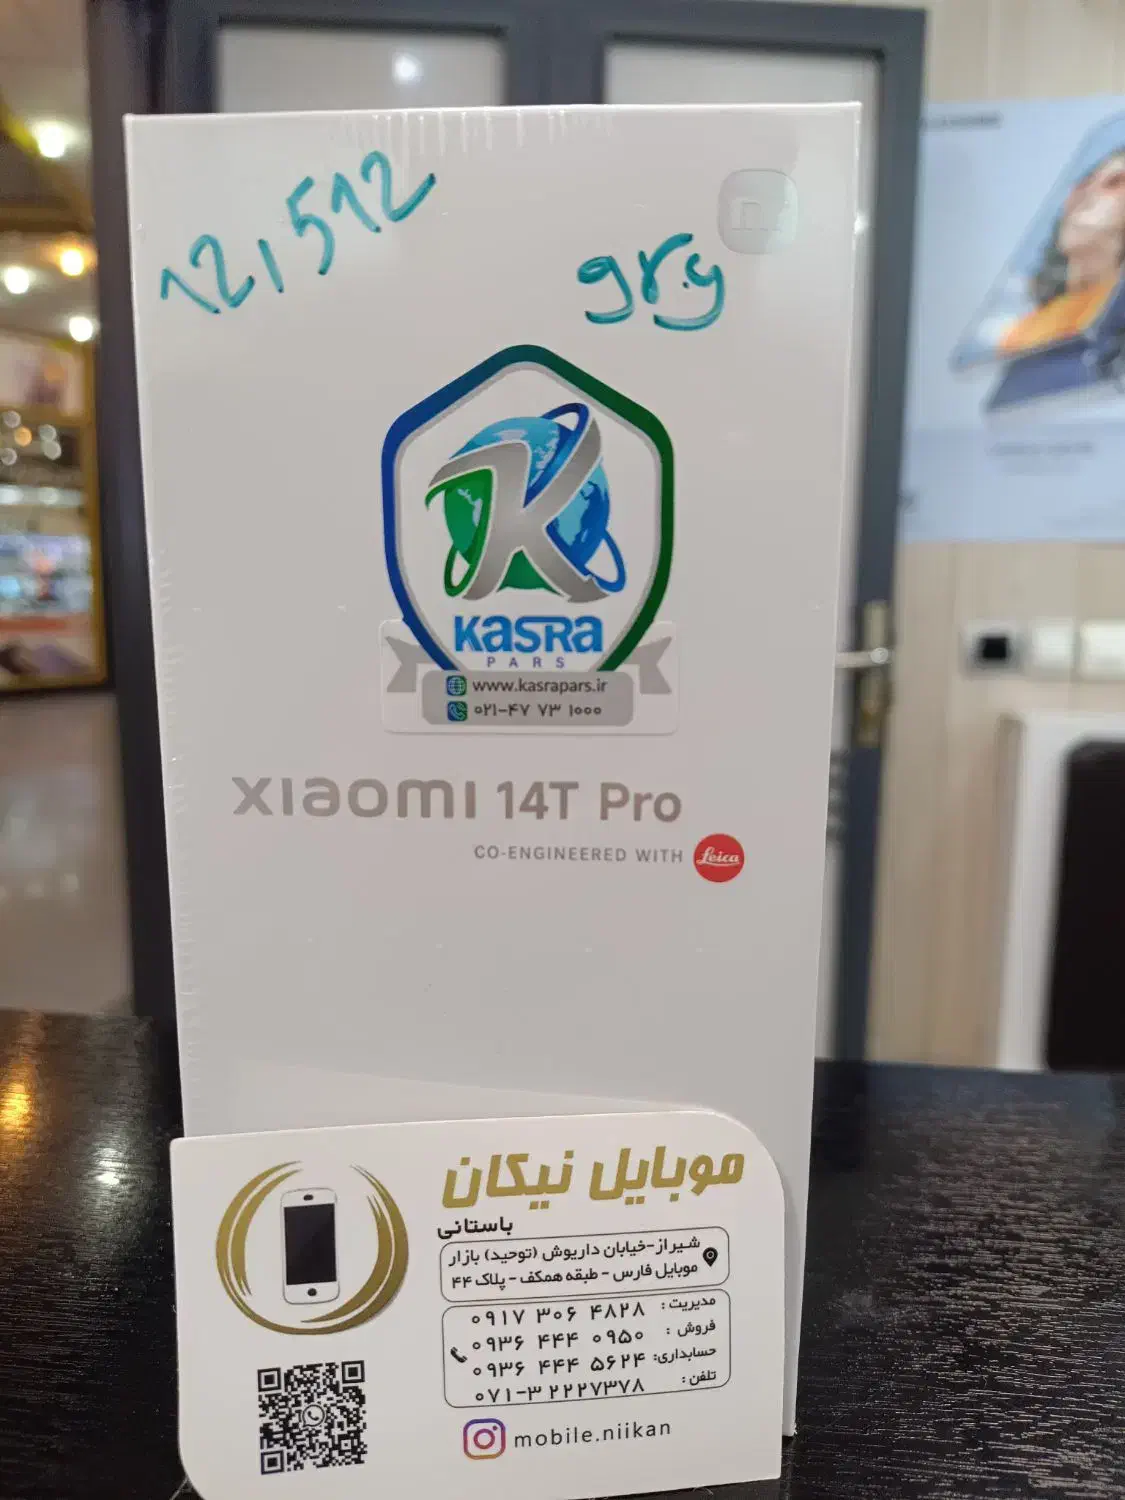 12,512
gry
KASRA
PARS
www.kasrapars.ir
۰۲۱-۴۷ ۷۳ ۱۰۰۰
XIAOMI 14T Pro
CO-ENGINEERED WITH Leica
موبایل نیکان
باستانی
شیراز-خیابان داریوش (توحید) بازار
موبایل فارس - طبقه همکف - پلاک ۴۴
مدیریت: ۰۹۱۷ ۳۰۶ ۴۸۲۸
فروش: ۰۹۳۶ ۴۴۴ ۰۹۵۰
حسابداری: ۰۹۳۶ ۴۴۴ ۵۶۲۴
تلفن: ۰۷۱-۳ ۲۲۲۷۳۷۸
mobile.niikan